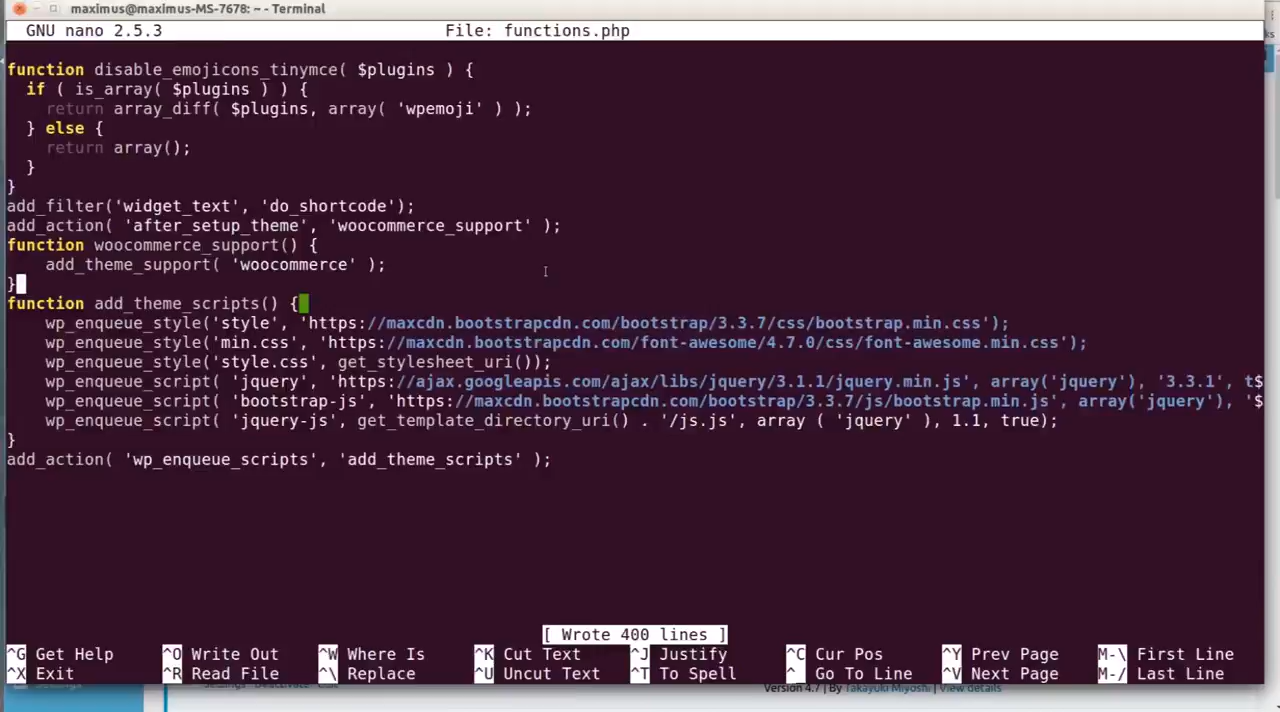 maximus@maximus-MS-7678: ~ - Terminal
GNU nano 2.5.3 File: functions.php
function disable_emojicons_tinymce( $plugins ) {
if ( is_array( $plugins ) ) {
return array_diff( $plugins, array( 'wpemoji' ) );
} else {
return array();
}
}
add_filter('widget_text', 'do_shortcode');
add_action( 'after_setup_theme', 'woocommerce_support' );
function woocommerce_support() {
add_theme_support( 'woocommerce' );
}
function add_theme_scripts() {
wp_enqueue_style('style', 'https://maxcdn.bootstrapcdn.com/bootstrap/3.3.7/css/bootstrap.min.css');
wp_enqueue_style('min.css', 'https://maxcdn.bootstrapcdn.com/font-awesome/4.7.0/css/font-awesome.min.css');
wp_enqueue_style('style.css', get_stylesheet_uri());
wp_enqueue_script( 'jquery', 'https://ajax.googleapis.com/ajax/libs/jquery/3.1.1/jquery.min.js', array('jquery'), '3.3.1', t$
wp_enqueue_script( 'bootstrap-js', 'https://maxcdn.bootstrapcdn.com/bootstrap/3.3.7/js/bootstrap.min.js', array('jquery'), '$
wp_enqueue_script( 'jquery-js', get_template_directory_uri() . '/js.js', array ( 'jquery' ), 1.1, true);
}
add_action( 'wp_enqueue_scripts', 'add_theme_scripts' );
[ Wrote 400 lines ]
^G Get Help ^O Write Out ^W Where Is ^K Cut Text ^J Justify ^C Cur Pos ^Y Prev Page M-\ First Line
^X Exit ^R Read File ^\ Replace ^U Uncut Text ^T To Spell ^_ Go To Line ^V Next Page M-/ Last Line
Version 4.7 | By Takayuki Miyoshi | View details